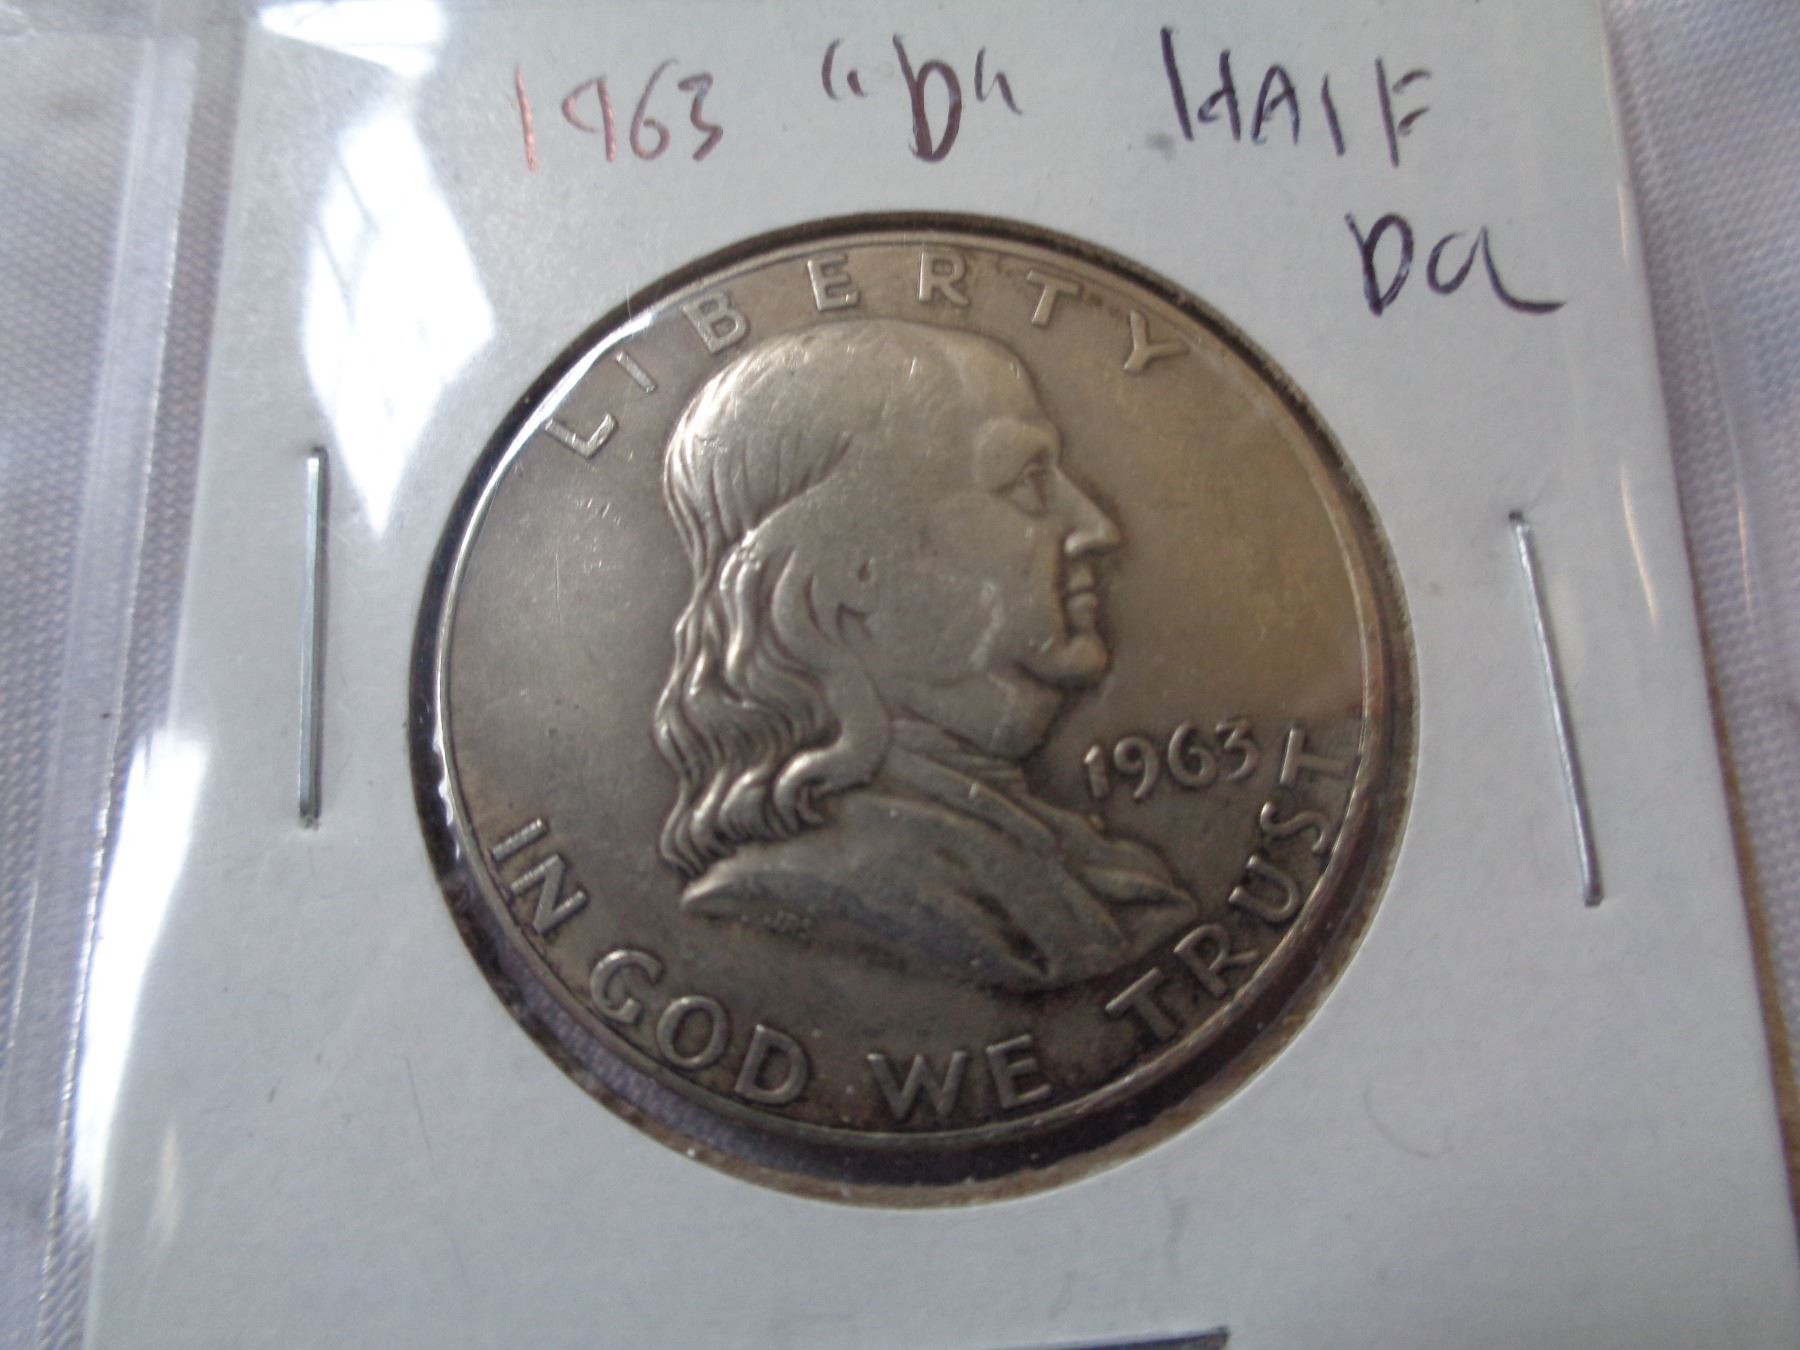 1963 "D" HALF
Da
LIBERTY
1963
IN GOD WE TRUST